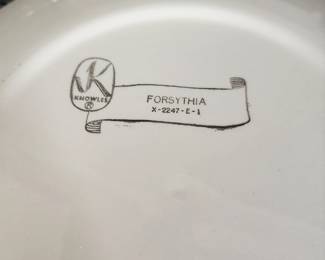 K
KNOWLES
®
FORSYTHIA
X-2247-E-1